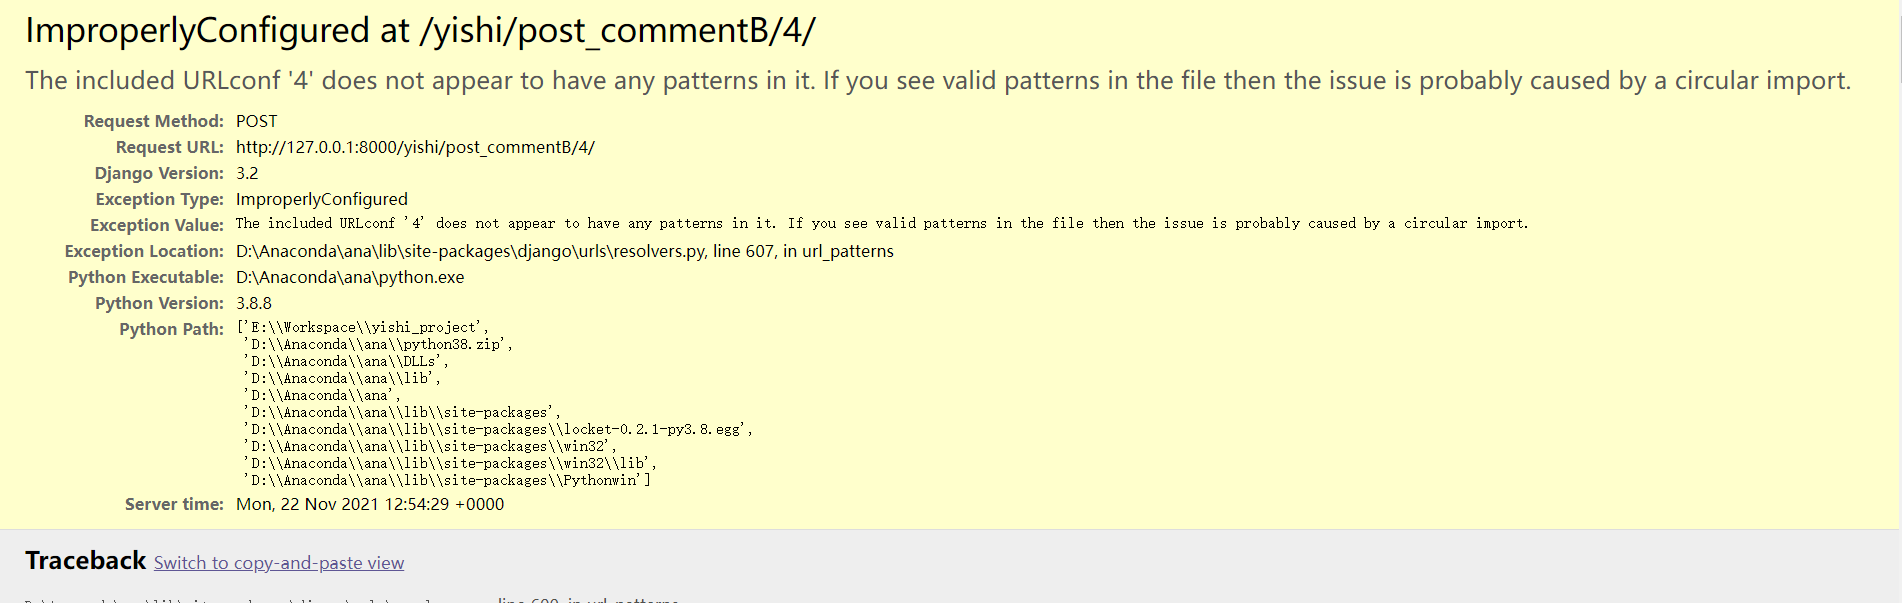 ImproperlyConfigured at /yishi/post_commentB/4/
The included URLconf '4' does not appear to have any patterns in it. If you see valid patterns in the file then the issue is probably caused by a circular import.
Request Method: POST
Request URL: http://127.0.0.1:8000/yishi/post_commentB/4/
Django Version: 3.2
Exception Type: ImproperlyConfigured
Exception Value: The included URLconf '4' does not appear to have any patterns in it. If you see valid patterns in the file then the issue is probably caused by a circular import.
Exception Location: D:\Anaconda\ana\lib\site-packages\django\urls\resolvers.py, line 607, in url_patterns
Python Executable: D:\Anaconda\ana\python.exe
Python Version: 3.8.8
Python Path: ['E:\\Workspace\\yishi_project',
'D:\\Anaconda\\ana\\python38.zip',
'D:\\Anaconda\\ana\\DLLs',
'D:\\Anaconda\\ana\\lib',
'D:\\Anaconda\\ana',
'D:\\Anaconda\\ana\\lib\\site-packages',
'D:\\Anaconda\\ana\\lib\\site-packages\\locket-0.2.1-py3.8.egg',
'D:\\Anaconda\\ana\\lib\\site-packages\\win32',
'D:\\Anaconda\\ana\\lib\\site-packages\\win32\\lib',
'D:\\Anaconda\\ana\\lib\\site-packages\\Pythonwin']
Server time: Mon, 22 Nov 2021 12:54:29 +0000
Traceback Switch to copy-and-paste view